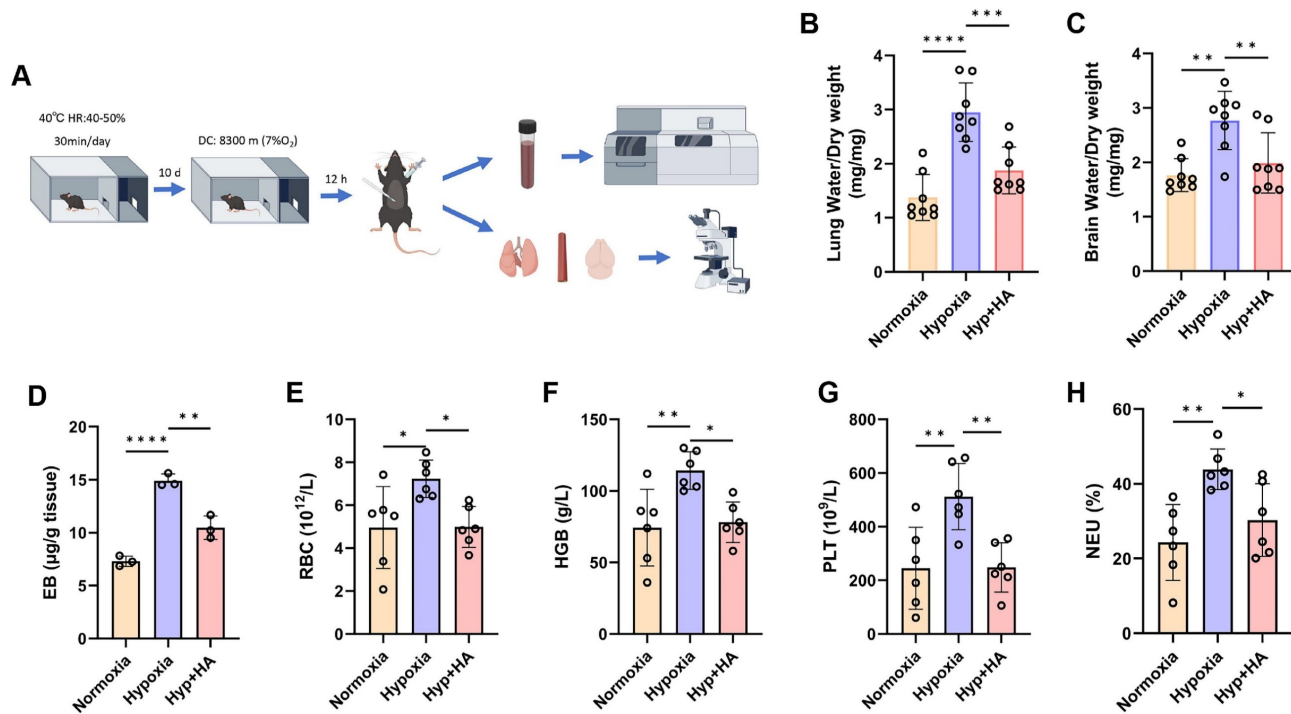 A
40°C HR:40-50%
30min/day
10 d
DC: 8300 m (7%O₂)
12 h
B
Lung Water/Dry weight
(mg/mg)
4
3
2
1
0
****
***
Normoxia
Hypoxia
Hyp+HA
C
Brain Water/Dry weight
(mg/mg)
4
3
2
1
0
**
**
Normoxia
Hypoxia
Hyp+HA
D
EB (μg/g tissue)
20
15
10
5
0
****
**
Normoxia
Hypoxia
Hyp+HA
E
RBC (10¹²/L)
10
8
6
4
2
0
*
*
Normoxia
Hypoxia
Hyp+HA
F
HGB (g/L)
150
100
50
0
**
*
Normoxia
Hypoxia
Hyp+HA
G
PLT (10⁹/L)
800
600
400
200
0
**
**
Normoxia
Hypoxia
Hyp+HA
H
NEU (%)
60
40
20
0
**
*
Normoxia
Hypoxia
Hyp+HA